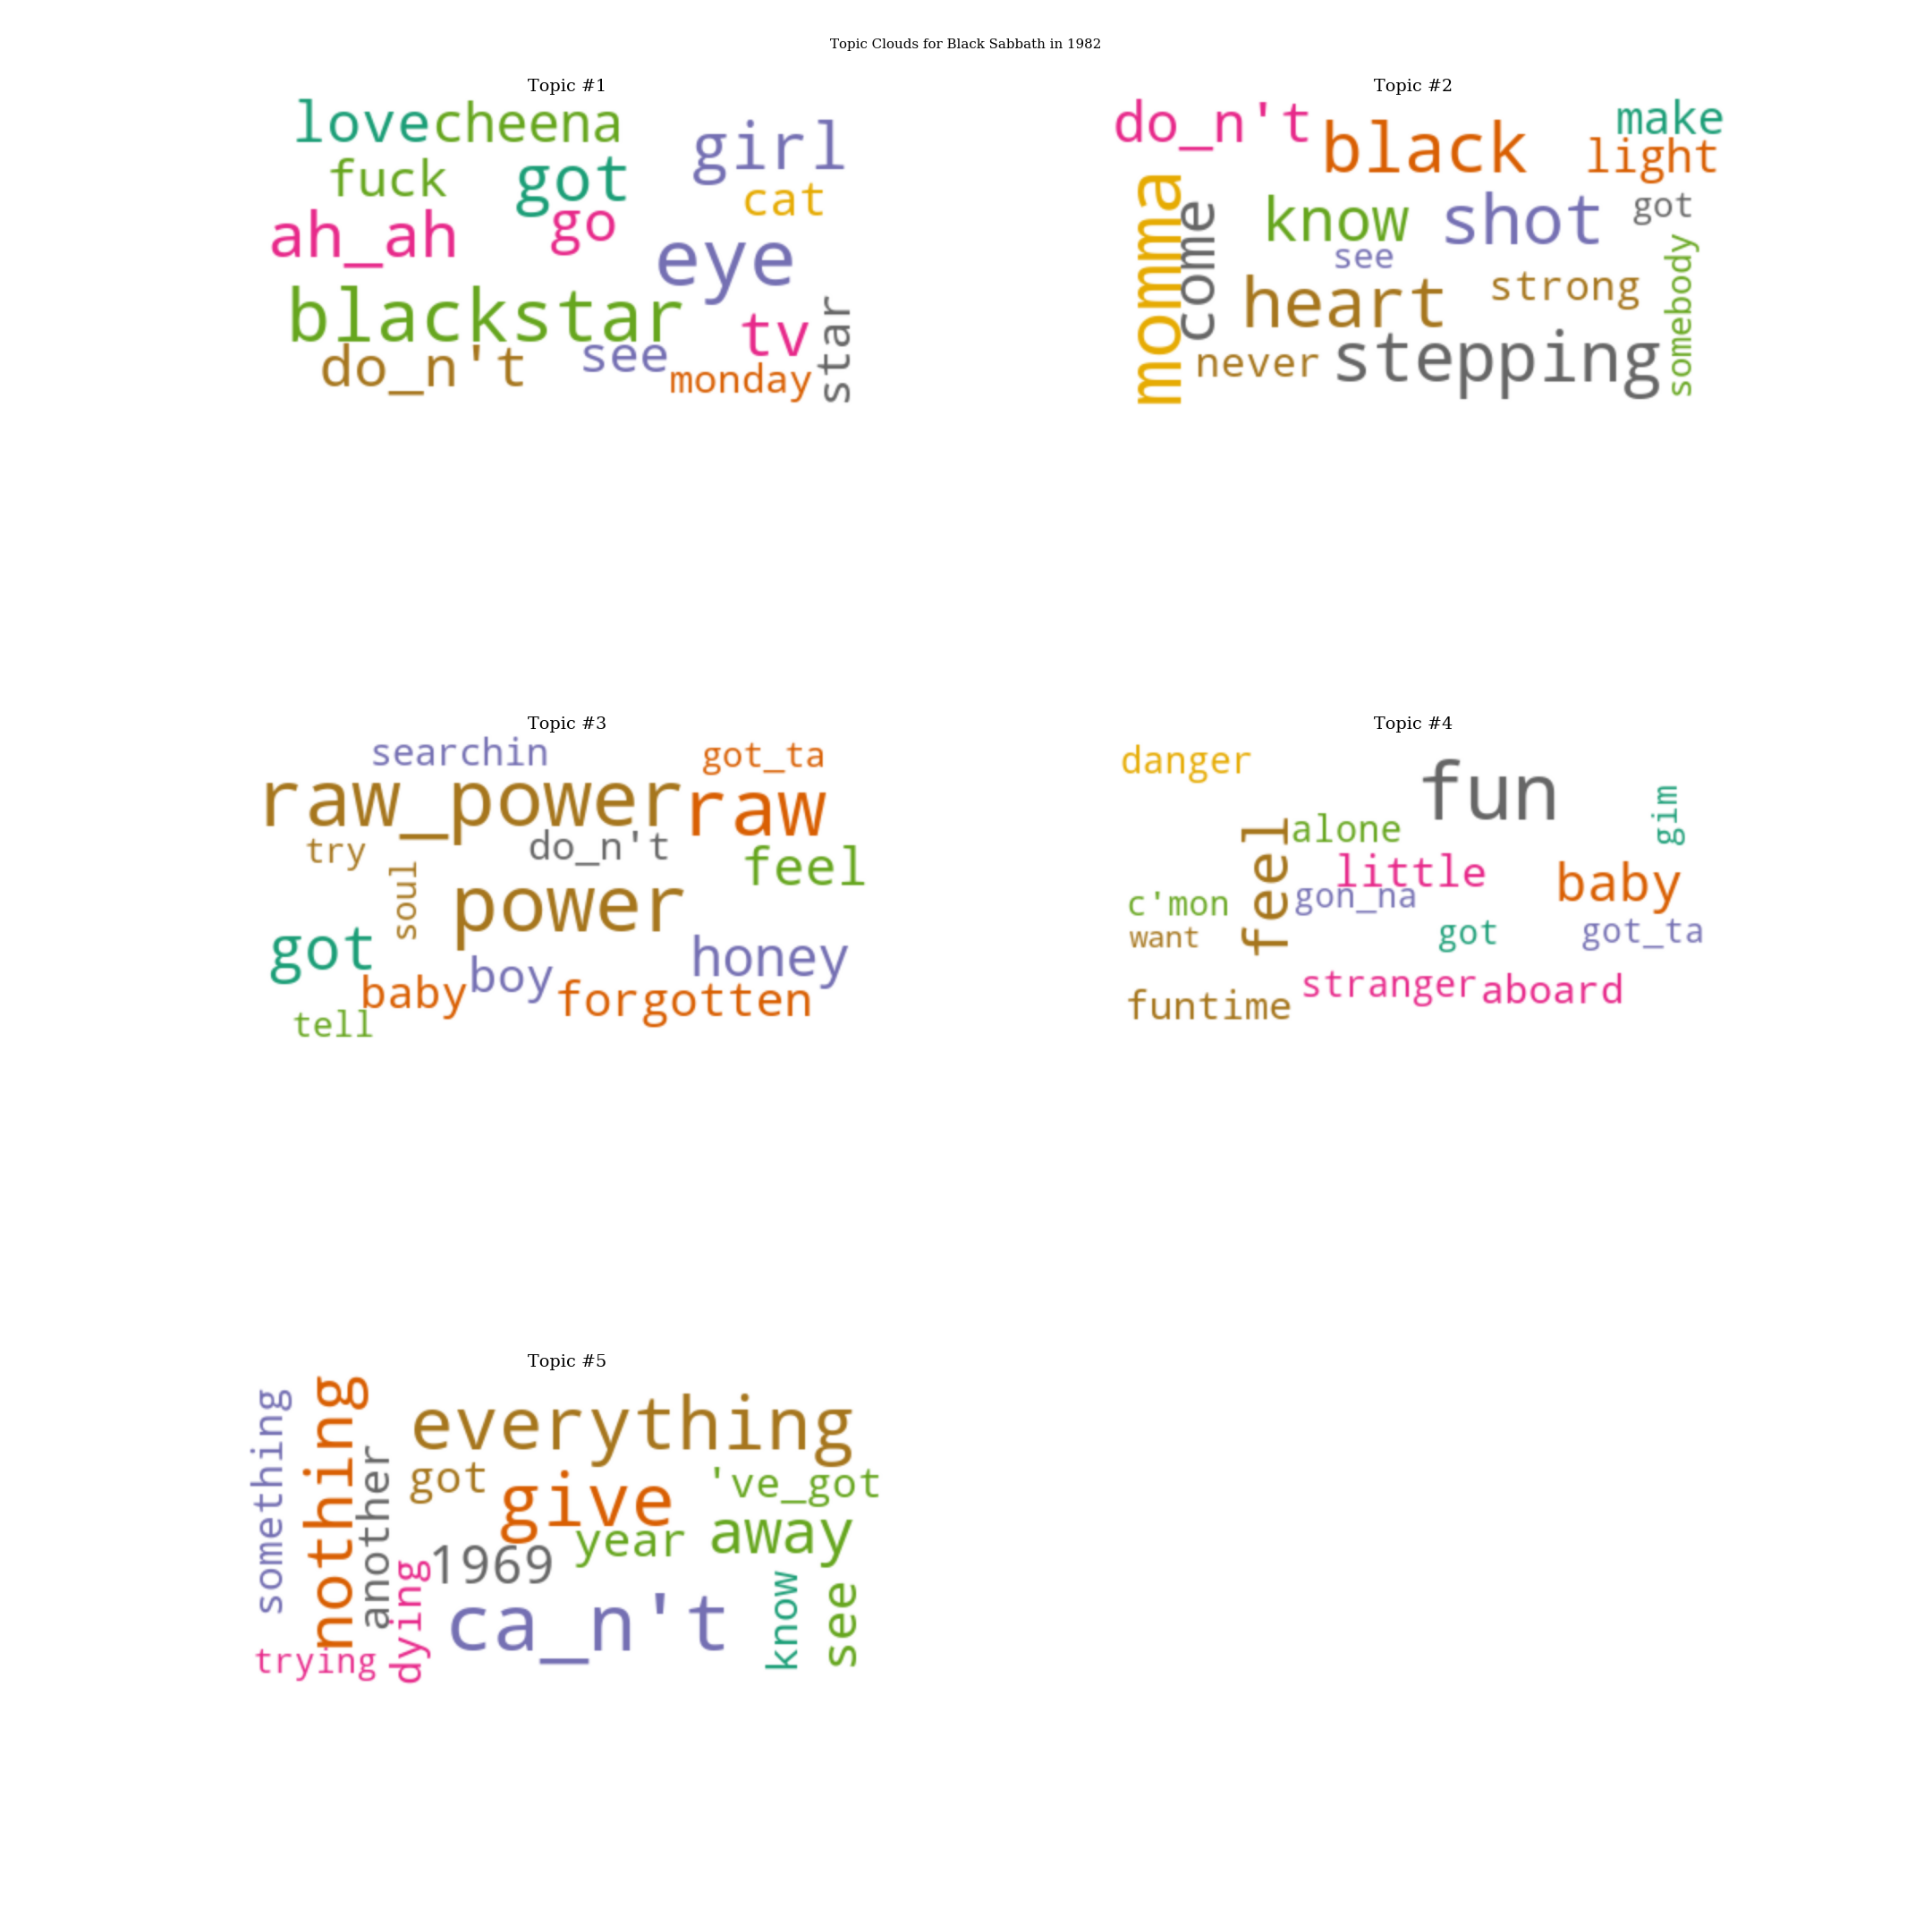 Topic Clouds for Black Sabbath in 1982
Topic #1
love cheena
girl
fuck
got
cat
ah_ah
go
eye
blackstar
tv
star
do_n't
see
monday
Topic #2
do_n't
black
make
light
momma
come
know
shot
got
see
heart
strong
somebody
never
stepping
Topic #3
searchin
got_ta
raw_power
raw
try
do_n't
feel
soul
power
got
honey
baby
boy
forgotten
tell
Topic #4
danger
fun
gim
feel
alone
little
baby
c'mon
gon_na
want
got
got_ta
funtime
stranger
aboard
Topic #5
something
nothing
everything
another
got
give
've_got
year
away
1969
dying
ca_n't
know
see
trying